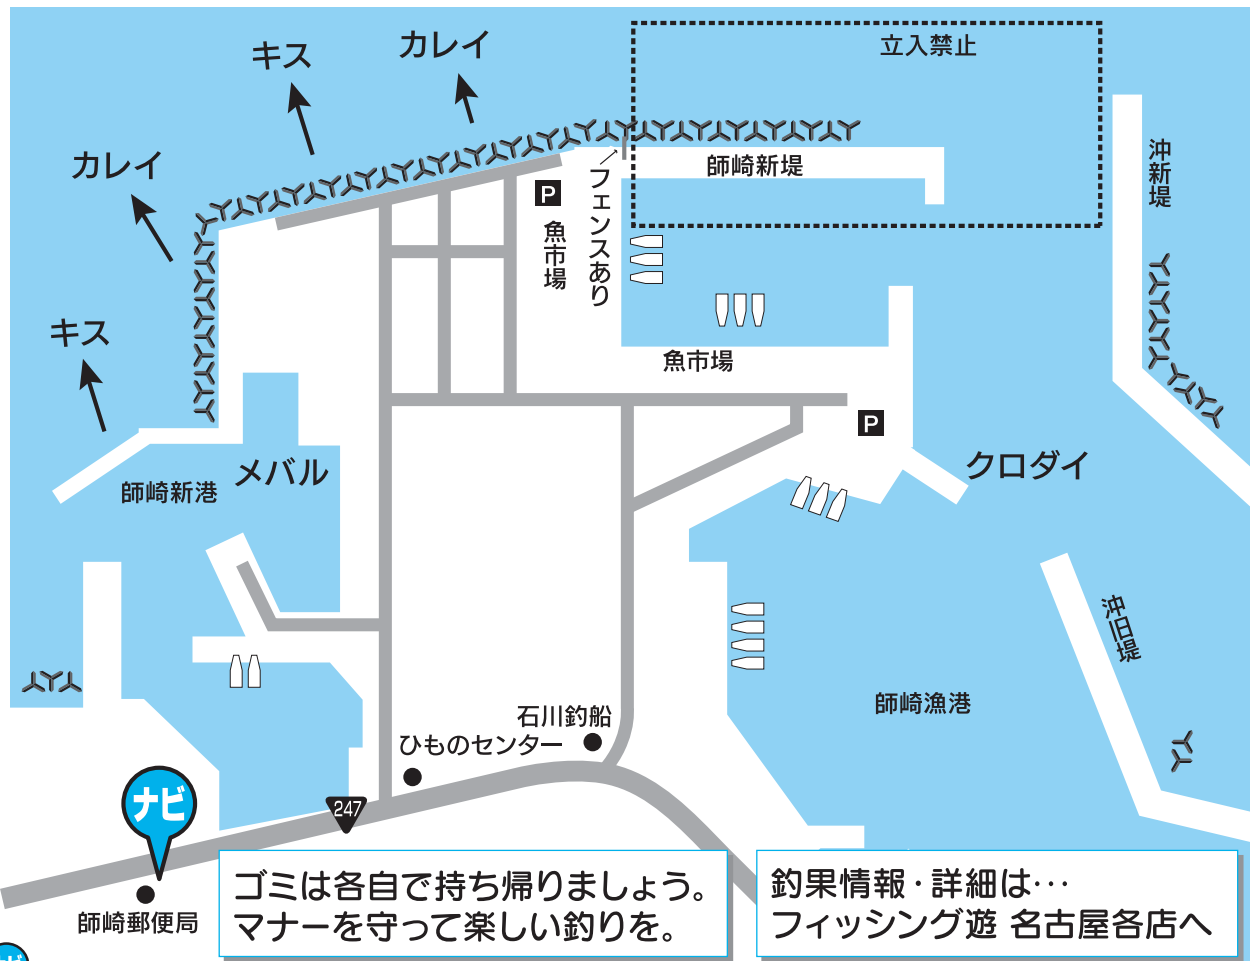 立入禁止
カレイ
キス
カレイ
キス
師崎新堤
沖新堤
P
フェンスあり
魚市場
魚市場
P
メバル
師崎新港
クロダイ
沖旧堤
師崎漁港
石川釣船
ひものセンター
247
ナビ
師崎郵便局
ゴミは各自で持ち帰りましょう。
マナーを守って楽しい釣りを。
釣果情報・詳細は…
フィッシング遊 名古屋各店へ